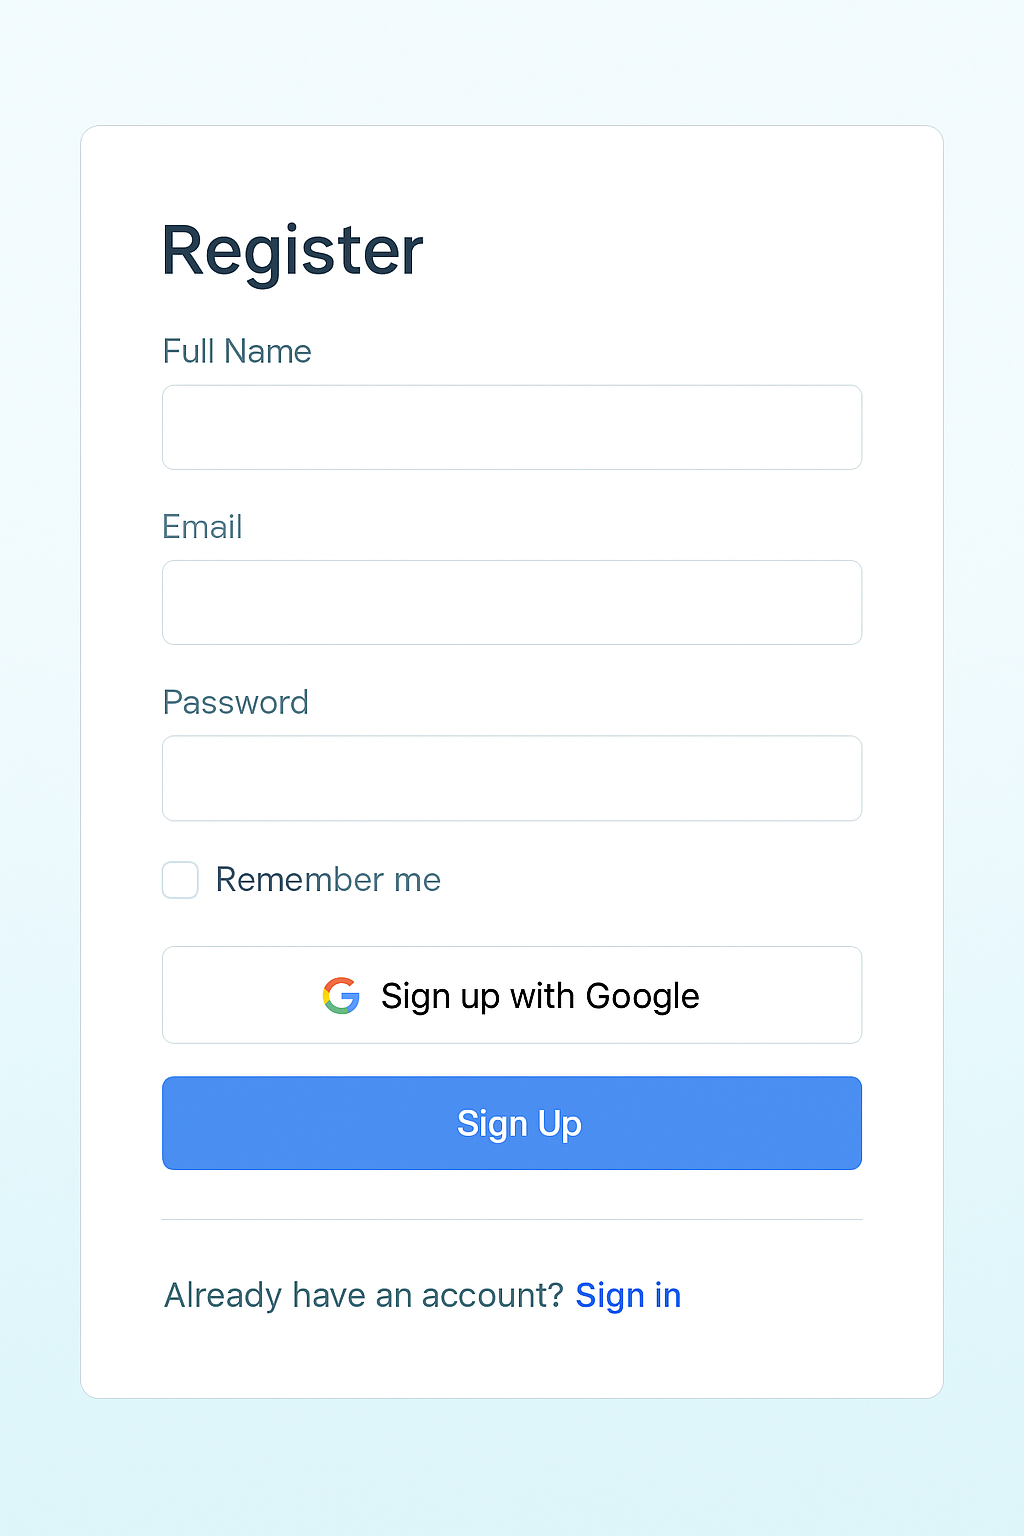 Register
Full Name
Email
Password
Remember me
Sign up with Google
Sign Up
Already have an account? Sign in